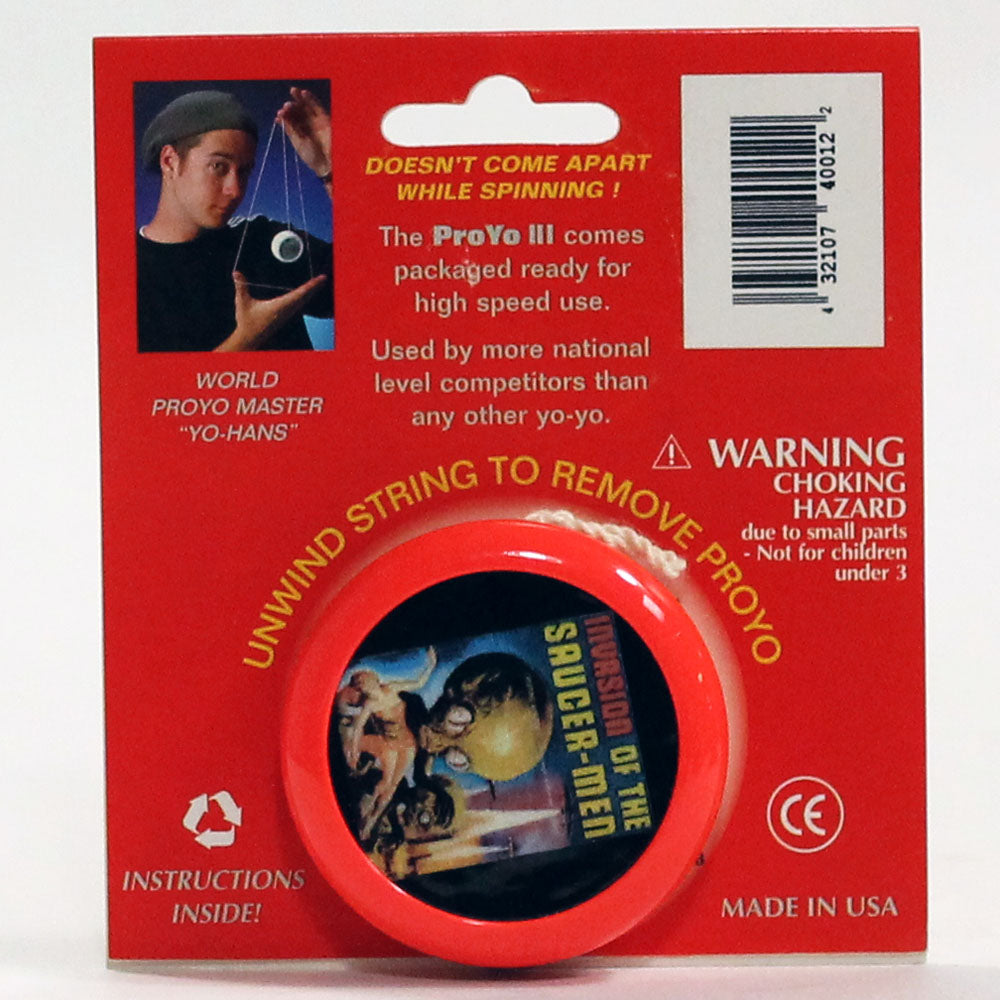 DOESN'T COME APART
WHILE SPINNING !
The ProYo III comes
packaged ready for
high speed use.
Used by more national
level competitors than
any other yo-yo.
WORLD
PROYO MASTER
"YO-HANS"
4 32107 40012 2
WARNING
CHOKING
HAZARD
due to small parts
- Not for children
under 3
UNWIND STRING TO REMOVE PROYO
INVASION OF THE
SAUCER-MEN
INSTRUCTIONS
INSIDE!
CE
MADE IN USA